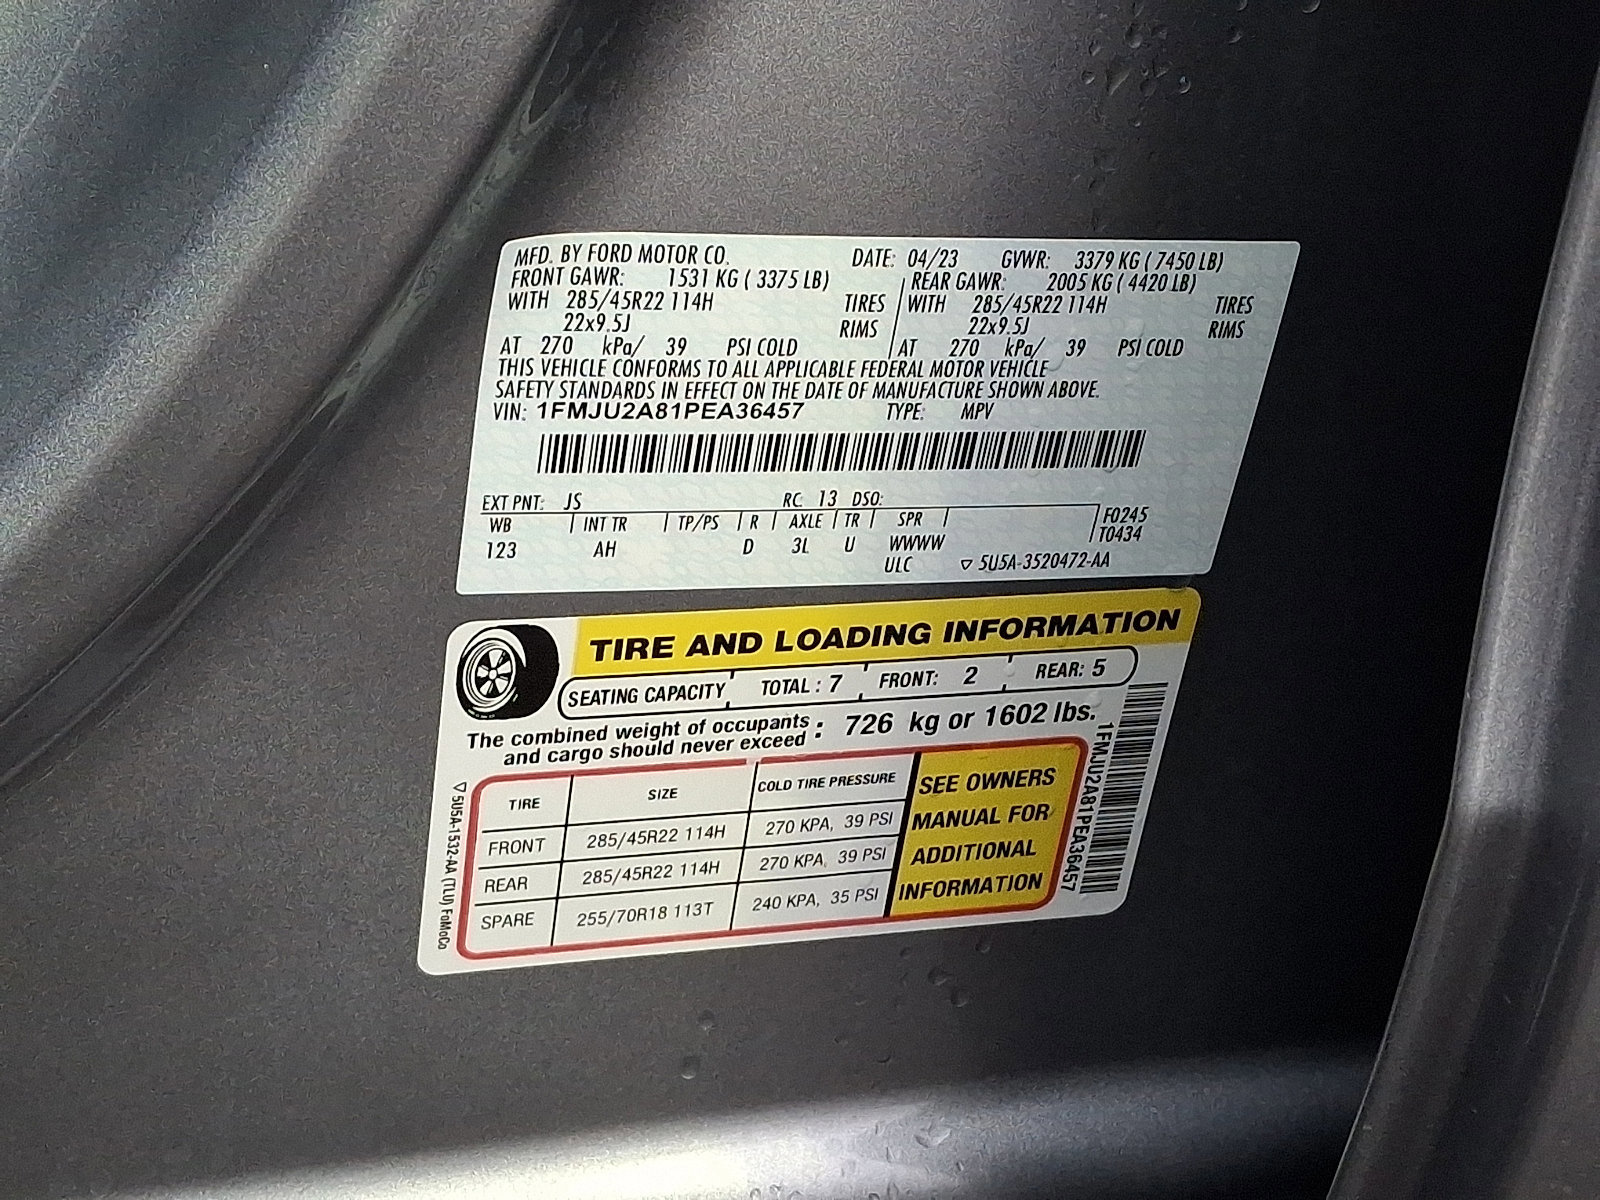 MFD. BY FORD MOTOR CO. DATE: 04/23 GVWR: 3379 KG ( 7450 LB)
FRONT GAWR: 1531 KG ( 3375 LB) REAR GAWR: 2005 KG ( 4420 LB)
WITH 285/45R22 114H TIRES WITH 285/45R22 114H TIRES
22x9.5J RIMS 22x9.5J RIMS
AT 270 kPa/ 39 PSI COLD AT 270 kPa/ 39 PSI COLD
THIS VEHICLE CONFORMS TO ALL APPLICABLE FEDERAL MOTOR VEHICLE
SAFETY STANDARDS IN EFFECT ON THE DATE OF MANUFACTURE SHOWN ABOVE.
VIN: 1FMJU2A81PEA36457 TYPE: MPV
EXT PNT: JS RC: 13 DSO:
WB INT TR TP/PS R AXLE TR SPR F0245
T0434
123 AH D 3L U WWWW
ULC ▽ 5U5A-3520472-AA
TIRE AND LOADING INFORMATION
SEATING CAPACITY TOTAL : 7 FRONT: 2 REAR: 5
The combined weight of occupants
and cargo should never exceed : 726 kg or 1602 lbs.
TIRE SIZE COLD TIRE PRESSURE
FRONT 285/45R22 114H 270 KPA, 39 PSI
REAR 285/45R22 114H 270 KPA, 39 PSI
SPARE 255/70R18 113T 240 KPA, 35 PSI
SEE OWNERS
MANUAL FOR
ADDITIONAL
INFORMATION
1FMJU2A81PEA36457
▽ 5U5A-1532-AA (TLU) FoMoCo